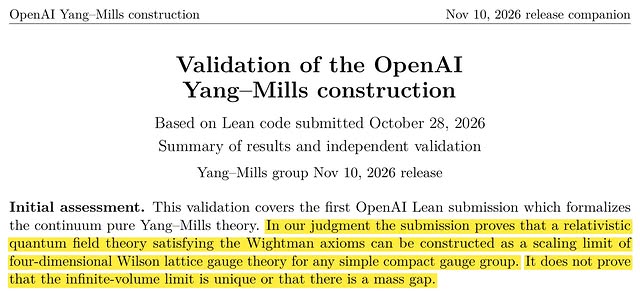 OpenAI Yang–Mills construction Nov 10, 2026 release companion
Validation of the OpenAI
Yang–Mills construction
Based on Lean code submitted October 28, 2026
Summary of results and independent validation
Yang–Mills group Nov 10, 2026 release
Initial assessment. This validation covers the first OpenAI Lean submission which formalizes
the continuum pure Yang–Mills theory. In our judgment the submission proves that a relativistic
quantum field theory satisfying the Wightman axcioms can be constructed as a scaling limit of
four-dimensional Wilson lattice gauge theory for any simple compact gauge group. It does not prove
that the infinite-volume limit is unique or that there is a mass gap.